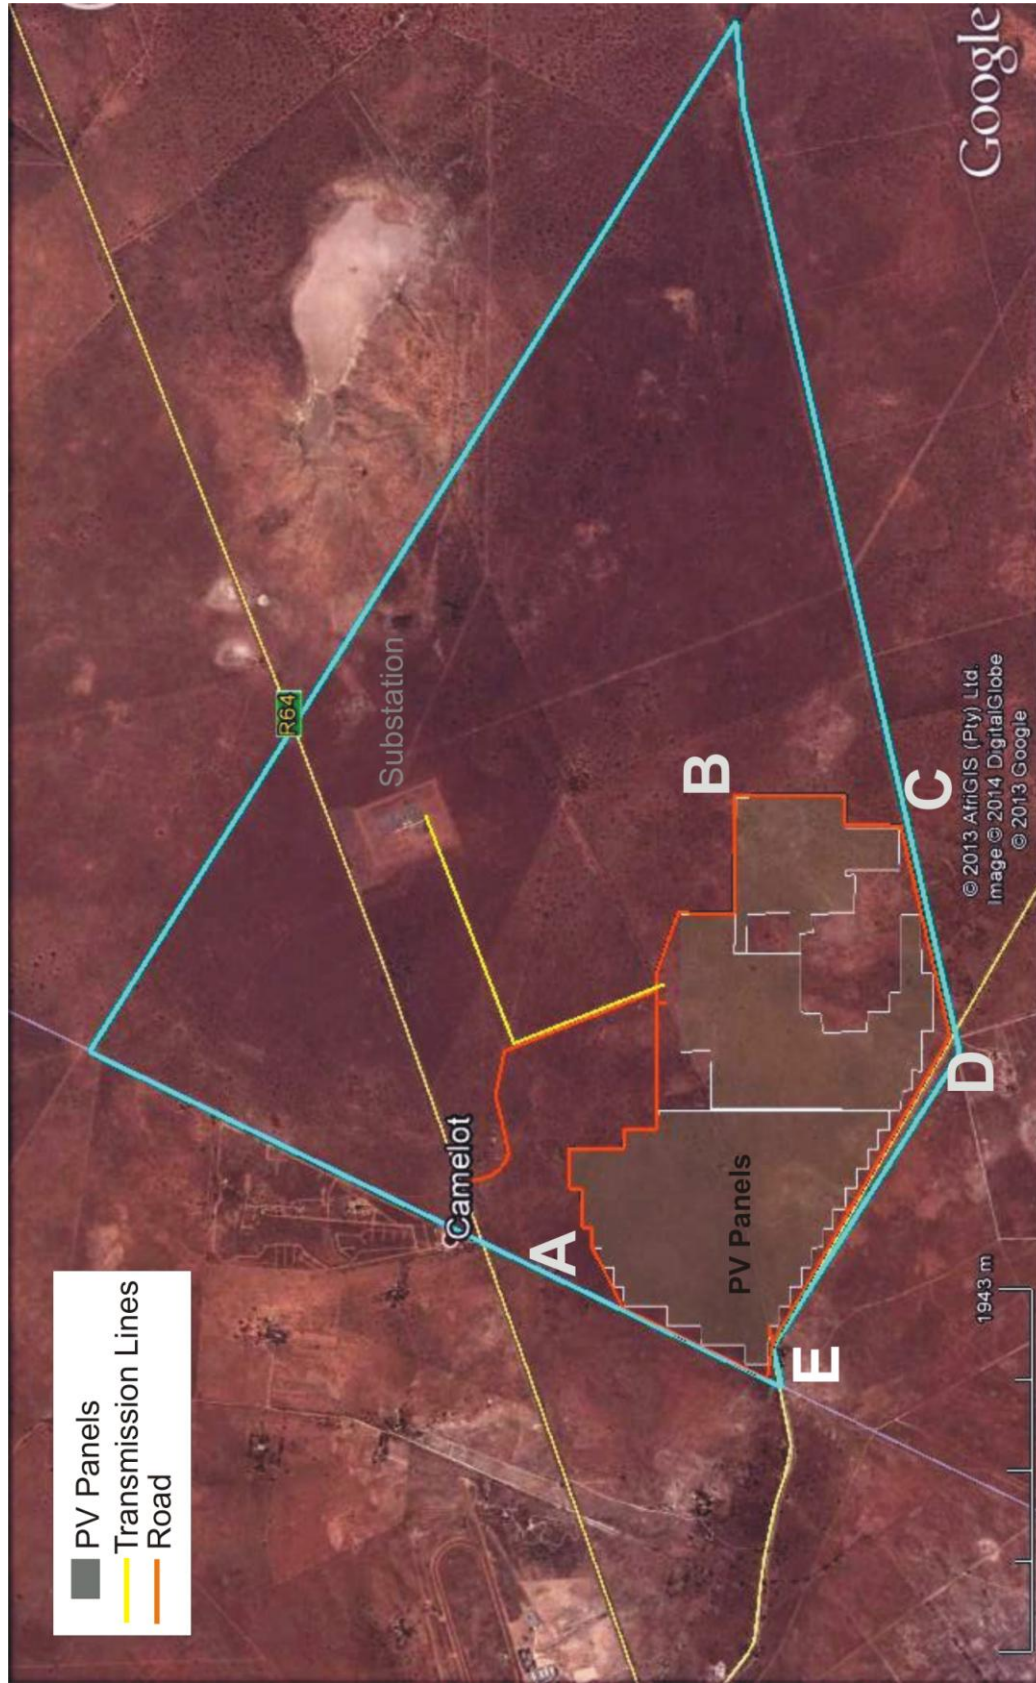 PV Panels
Transmission Lines
Road
R64
Substation
Camelot
A
B
C
D
E
PV Panels
1943 m
© 2013 AfriGIS (Pty) Ltd.
Image © 2014 DigitalGlobe
© 2013 Google
Google